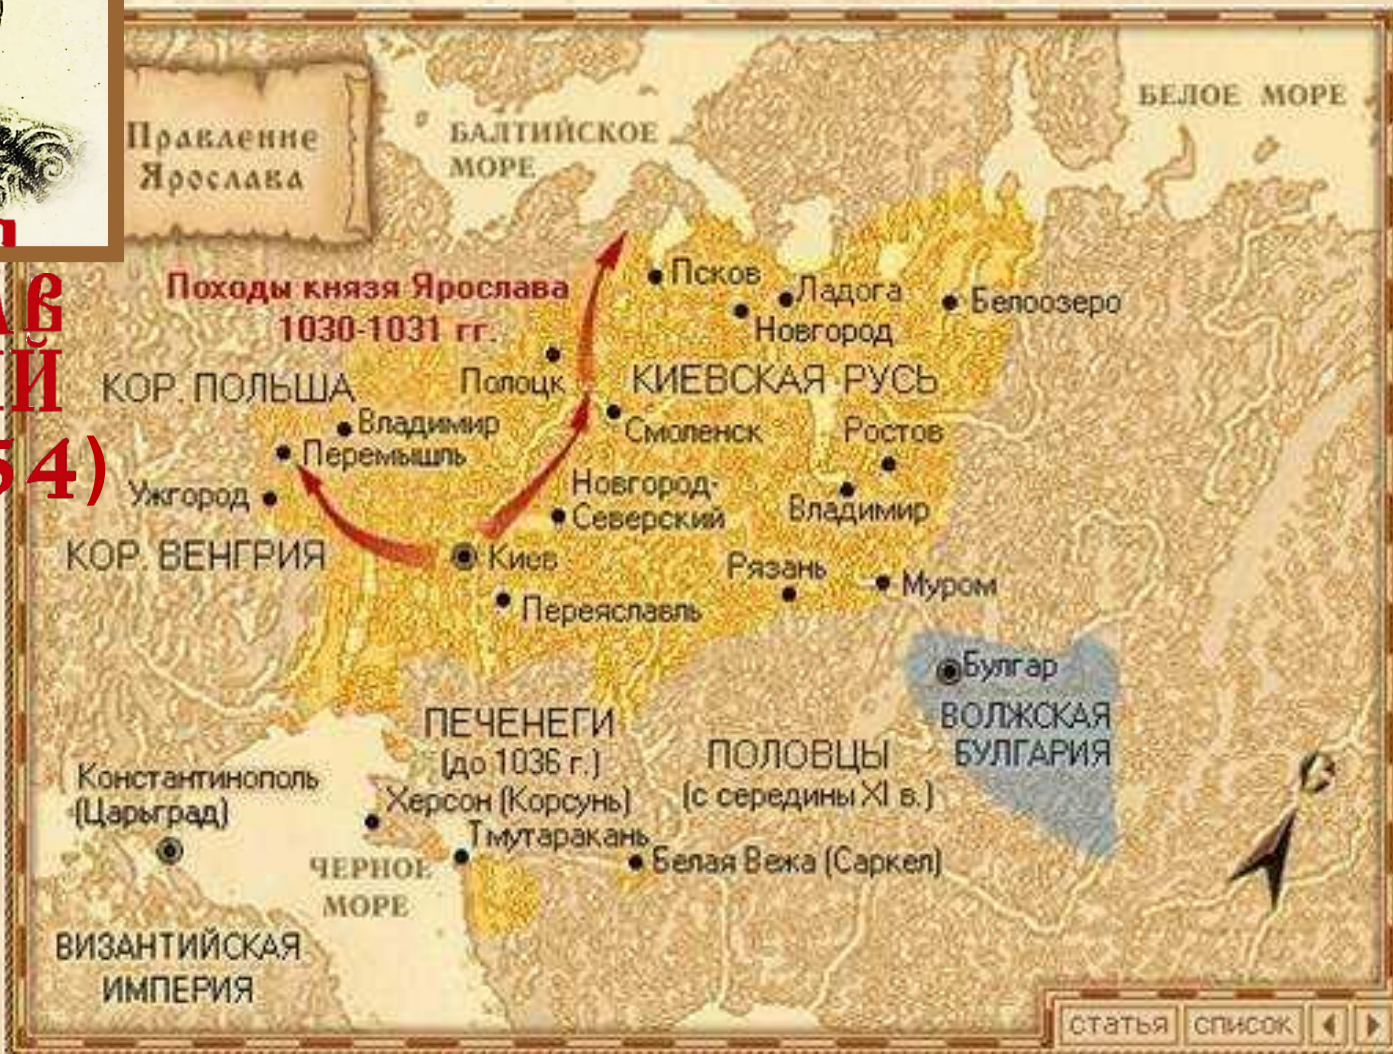 Правление
Ярослава
БАЛТИЙСКОЕ
МОРЕ
БЕЛОЕ МОРЕ
54)
Походы князя Ярослава
1030-1031 гг.
Псков
Ладога
Новгород
Белоозеро
Полоцк
КИЕВСКАЯ РУСЬ
КОР. ПОЛЬША
Владимир
Перемышль
Смоленск
Ростов
Ужгород
Новгород-
Северский
Владимир
КОР. ВЕНГРИЯ
Киев
Рязань
Муром
Переяславль
Булгар
ВОЛЖСКАЯ
БУЛГАРИЯ
ПЕЧЕНЕГИ
(до 1036 г.)
ПОЛОВЦЫ
(с середины XI в.)
Константинополь
(Царьград)
Херсон (Корсунь)
Тмутаракань
Белая Вежа (Саркел)
ЧЕРНОЕ
МОРЕ
ВИЗАНТИЙСКАЯ
ИМПЕРИЯ
С
статья список